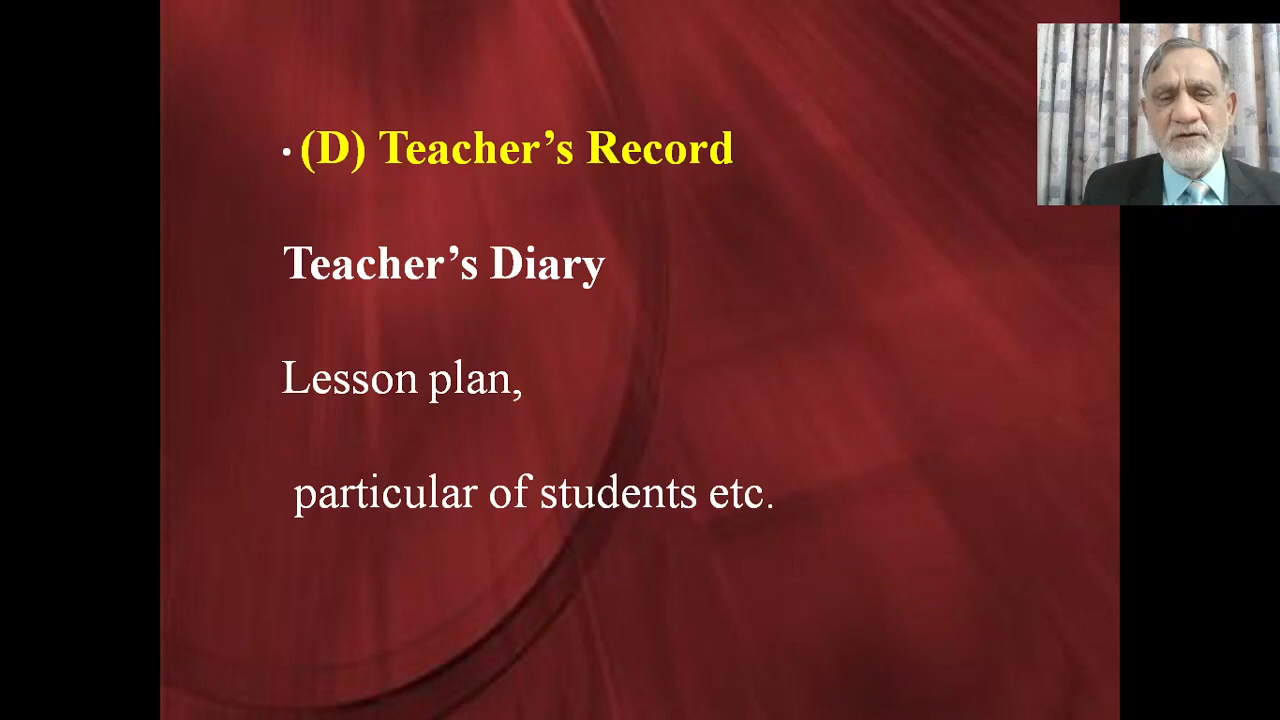 • (D) Teacher’s Record
Teacher’s Diary
Lesson plan,
particular of students etc.